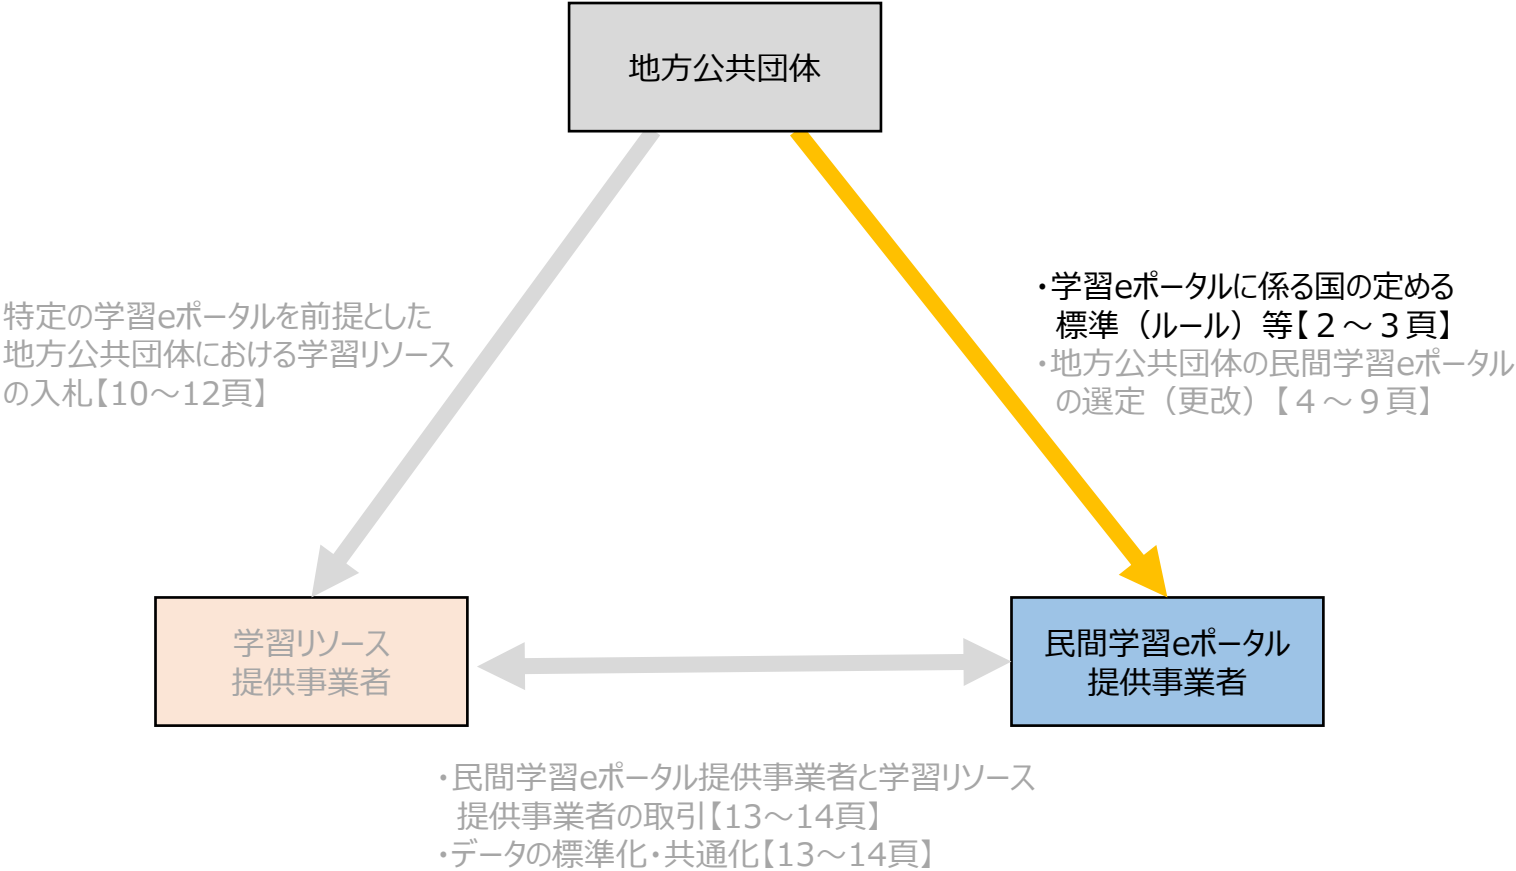 地方公共団体
・学習eポータルに係る国の定める
標準（ルール）等【２～３頁】
・地方公共団体の民間学習eポータル
の選定（更改）【４～９頁】
特定の学習eポータルを前提とした
地方公共団体における学習リソース
の入札【10～12頁】
学習リソース
提供事業者
民間学習eポータル
提供事業者
・民間学習eポータル提供事業者と学習リソース
提供事業者の取引【13～14頁】
・データの標準化・共通化【13～14頁】